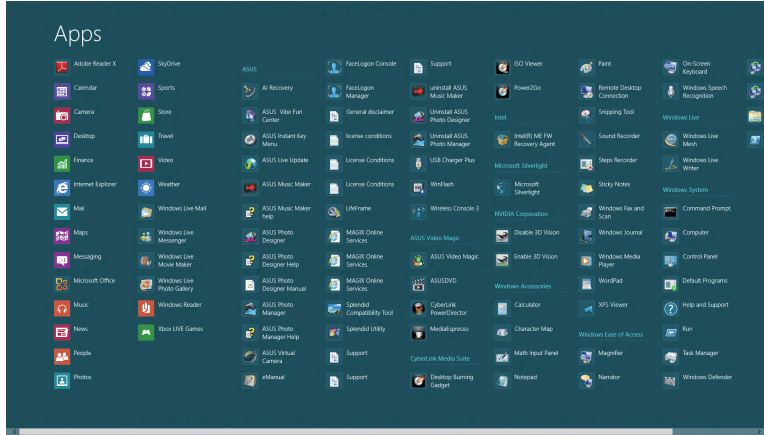 Apps
Adobe Reader X
Calendar
Camera
Desktop
Finance
Internet Explorer
Mail
Maps
Messaging
Microsoft Office
Music
News
People
Photos
SkyDrive
Sports
Store
Travel
Video
Weather
Windows Live Mail
Windows Live
Messenger
Windows Live
Movie Maker
Windows Live
Photo Gallery
Windows Reader
Xbox LIVE Games
ASUS
AI Recovery
ASUS Vibe Fun
Center
ASUS Instant Key
Menu
ASUS Live Update
ASUS Music Maker
ASUS Music Maker
help
ASUS Photo
Designer
ASUS Photo
Designer Help
ASUS Photo
Designer Manual
ASUS Photo
Manager
ASUS Photo
Manager Help
ASUS Virtual
Camera
eManual
FaceLogon Console
FaceLogon
Manager
General disclaimer
license conditions
License Conditions
License Conditions
LifeFrame
MAGIX Online
Services
MAGIX Online
Services
MAGIX Online
Services
Splendid
Compatibility Tool
Splendid Utility
Support
Support
Support
uninstall ASUS
Music Maker
Uninstall ASUS
Photo Designer
Uninstall ASUS
Photo Manager
USB Charger Plus
WinFlash
Wireless Console 3
ASUS Video Magic
ASUS Video Magic
ASUSDVD
CyberLink
PowerDirector
MediaEspresso
CyberLink Media Suite
Desktop Burning
Gadget
ISO Viewer
Power2Go
Intel
Intel(R) ME FW
Recovery Agent
Microsoft Silverlight
Microsoft
Silverlight
NVIDIA Corporation
Disable 3D Vision
Enable 3D Vision
Windows Accessories
Calculator
Character Map
Math Input Panel
Notepad
Paint
Remote Desktop
Connection
Snipping Tool
Sound Recorder
Steps Recorder
Sticky Notes
Windows Fax and
Scan
Windows Journal
Windows Media
Player
WordPad
XPS Viewer
Windows Ease of Access
Magnifier
Narrator
On-Screen
Keyboard
Windows Speech
Recognition
Windows Live
Windows Live
Mesh
Windows Live
Writer
Windows System
Command Prompt
Computer
Control Panel
Default Programs
Help and Support
Run
Task Manager
Windows Defender